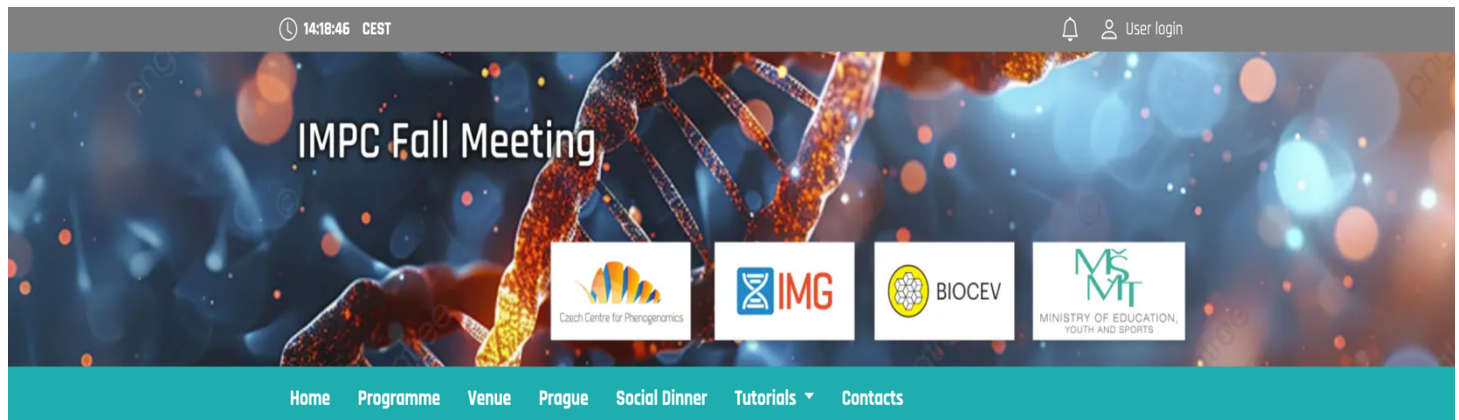 14:18:46 CEST
User login
IMPC Fall Meeting
Czech Centre for Phenogenomics
IMG
BIOCEV
MŠMT
MINISTRY OF EDUCATION,
YOUTH AND SPORTS
Home Programme Venue Prague Social Dinner Tutorials Contacts